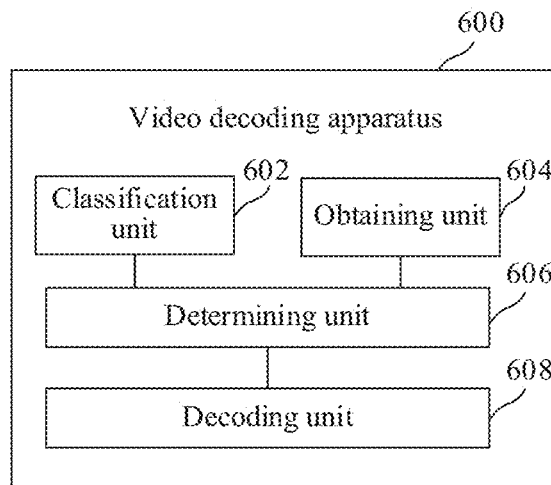 600
Video decoding apparatus
602
604
Classification
unit
Obtaining unit
606
Determining unit
608
Decoding unit